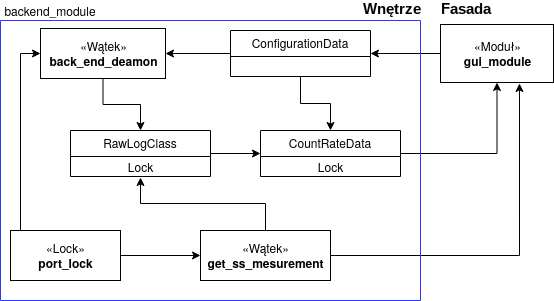 backend_module
Wnętrze
Fasada
«Wątek»
back_end_deamon
ConfigurationData
«Moduł»
gui_module
RawLogClass
Lock
CountRateData
Lock
«Lock»
port_lock
«Wątek»
get_ss_mesurement